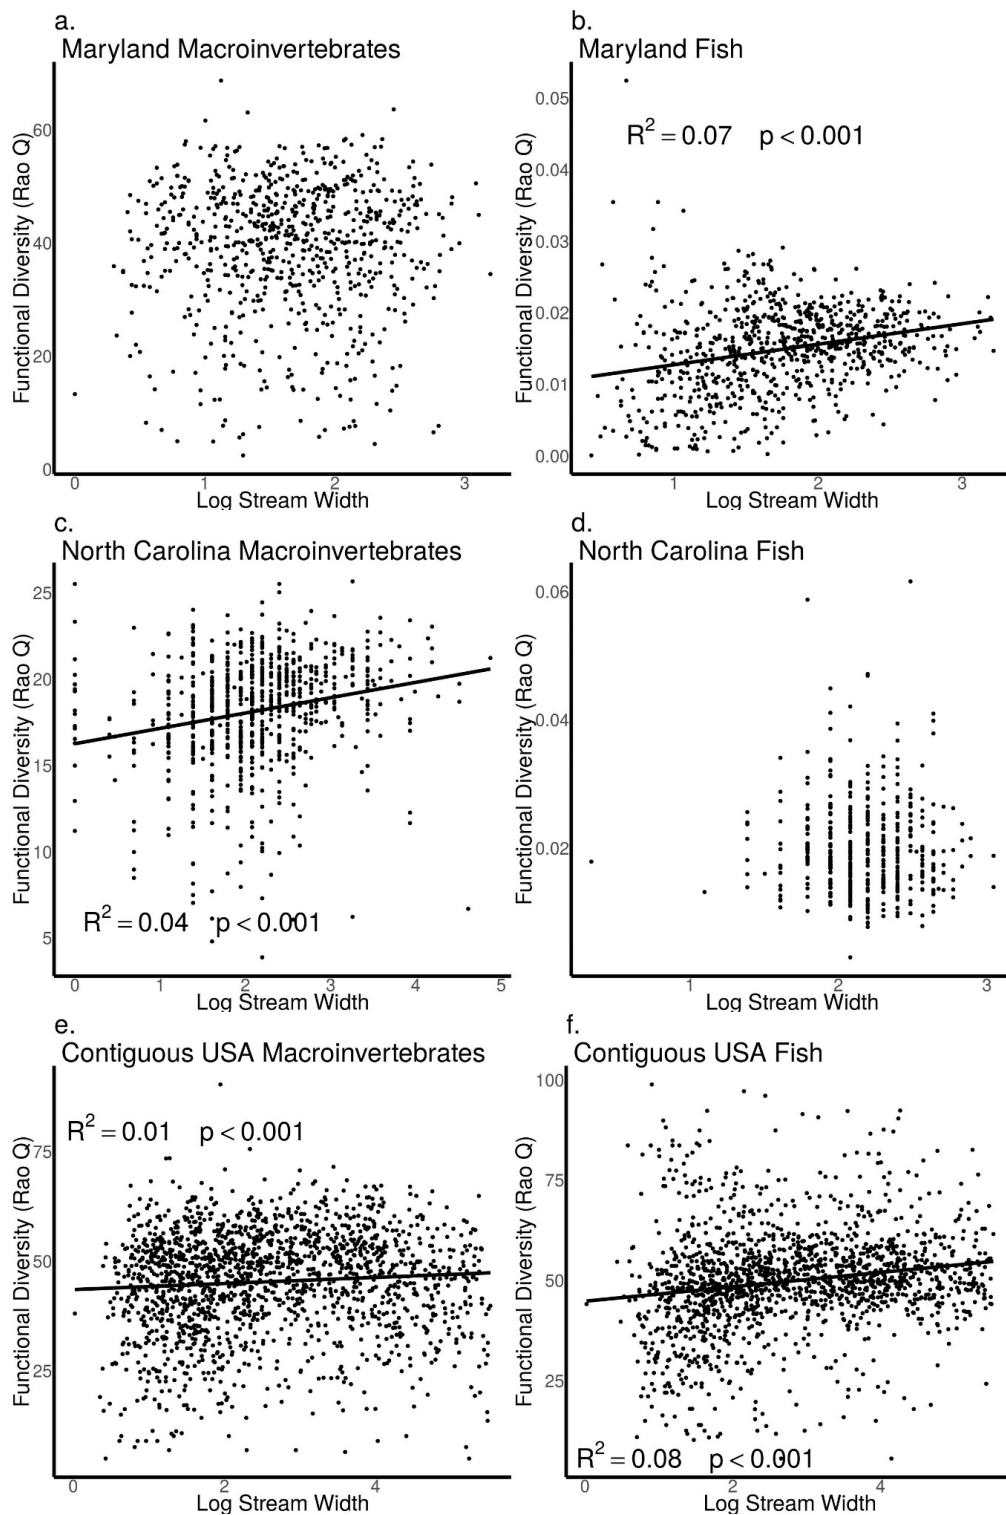 a.
Maryland Macroinvertebrates
Functional Diversity (Rao Q)
60
40
20
0
0 1 2 3
Log Stream Width
b.
Maryland Fish
Functional Diversity (Rao Q)
R² = 0.07 p < 0.001
0.05
0.04
0.03
0.02
0.01
0.00
1 2 3
Log Stream Width
c.
North Carolina Macroinvertebrates
Functional Diversity (Rao Q)
25
20
15
10
5
R² = 0.04 p < 0.001
0 1 2 3 4 5
Log Stream Width
d.
North Carolina Fish
Functional Diversity (Rao Q)
0.06
0.04
0.02
1 2 3
Log Stream Width
e.
Contiguous USA Macroinvertebrates
Functional Diversity (Rao Q)
R² = 0.01 p < 0.001
75
50
25
0 2 4
Log Stream Width
f.
Contiguous USA Fish
Functional Diversity (Rao Q)
100
75
50
25
R² = 0.08 p < 0.001
0 2 4
Log Stream Width